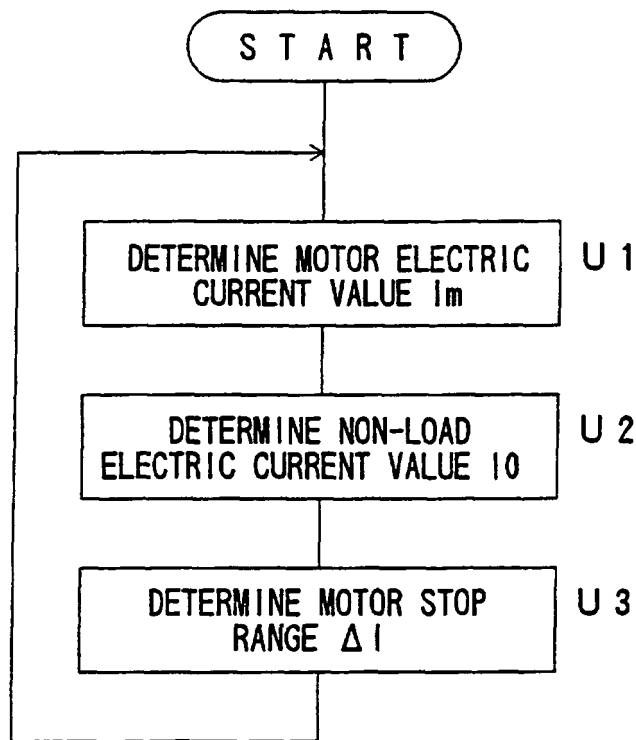 START
DETERMINE MOTOR ELECTRIC U1
CURRENT VALUE Im
DETERMINE NON-LOAD U2
ELECTRIC CURRENT VALUE I0
DETERMINE MOTOR STOP U3
RANGE ΔI